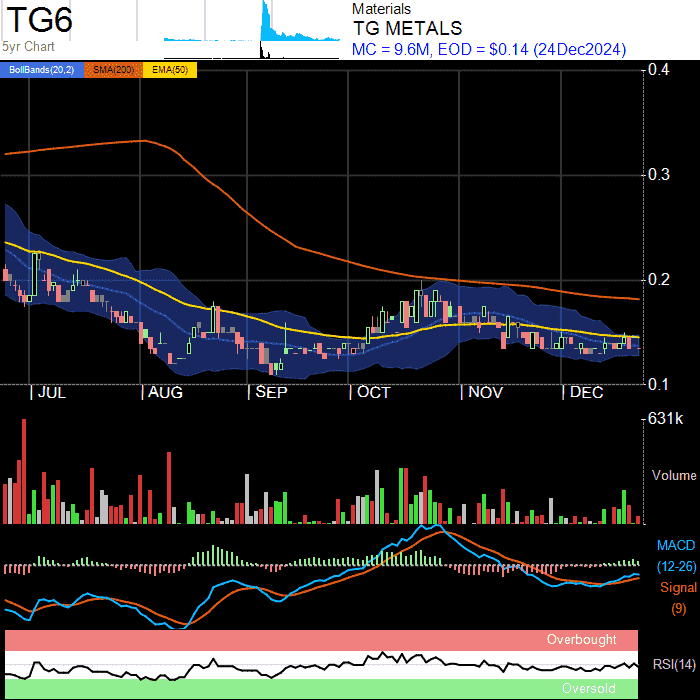 TG6
5yr Chart
Materials
TG METALS
MC = 9.6M, EOD = $0.14 (24Dec2024)
BollBands(20,2) SMA(200) EMA(50)
0.4
0.3
0.2
0.1
JUL AUG SEP OCT NOV DEC
631k
Volume
MACD
(12-26)
Signal
(9)
Overbought
RSI(14)
Oversold